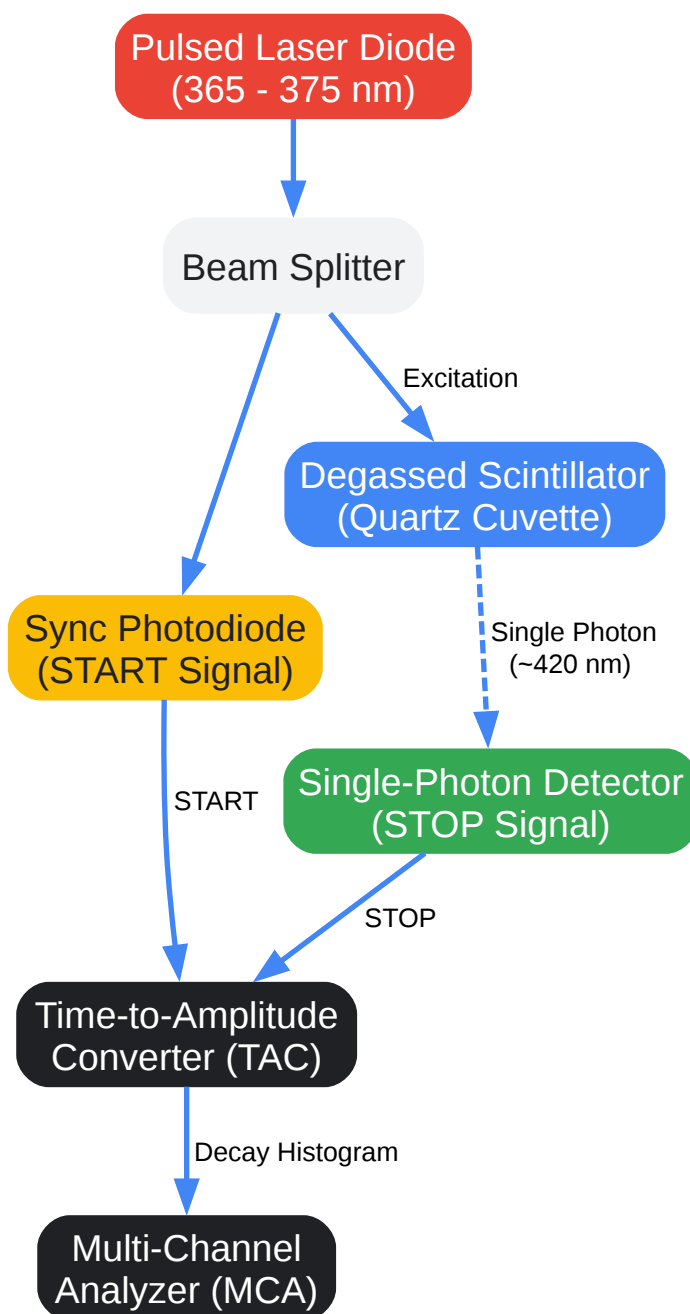 Pulsed Laser Diode
(365 - 375 nm)
Beam Splitter
Excitation
Degassed Scintillator
(Quartz Cuvette)
Sync Photodiode
(START Signal)
Single Photon
(~420 nm)
Single-Photon Detector
(STOP Signal)
START
STOP
Time-to-Amplitude
Converter (TAC)
Decay Histogram
Multi-Channel
Analyzer (MCA)